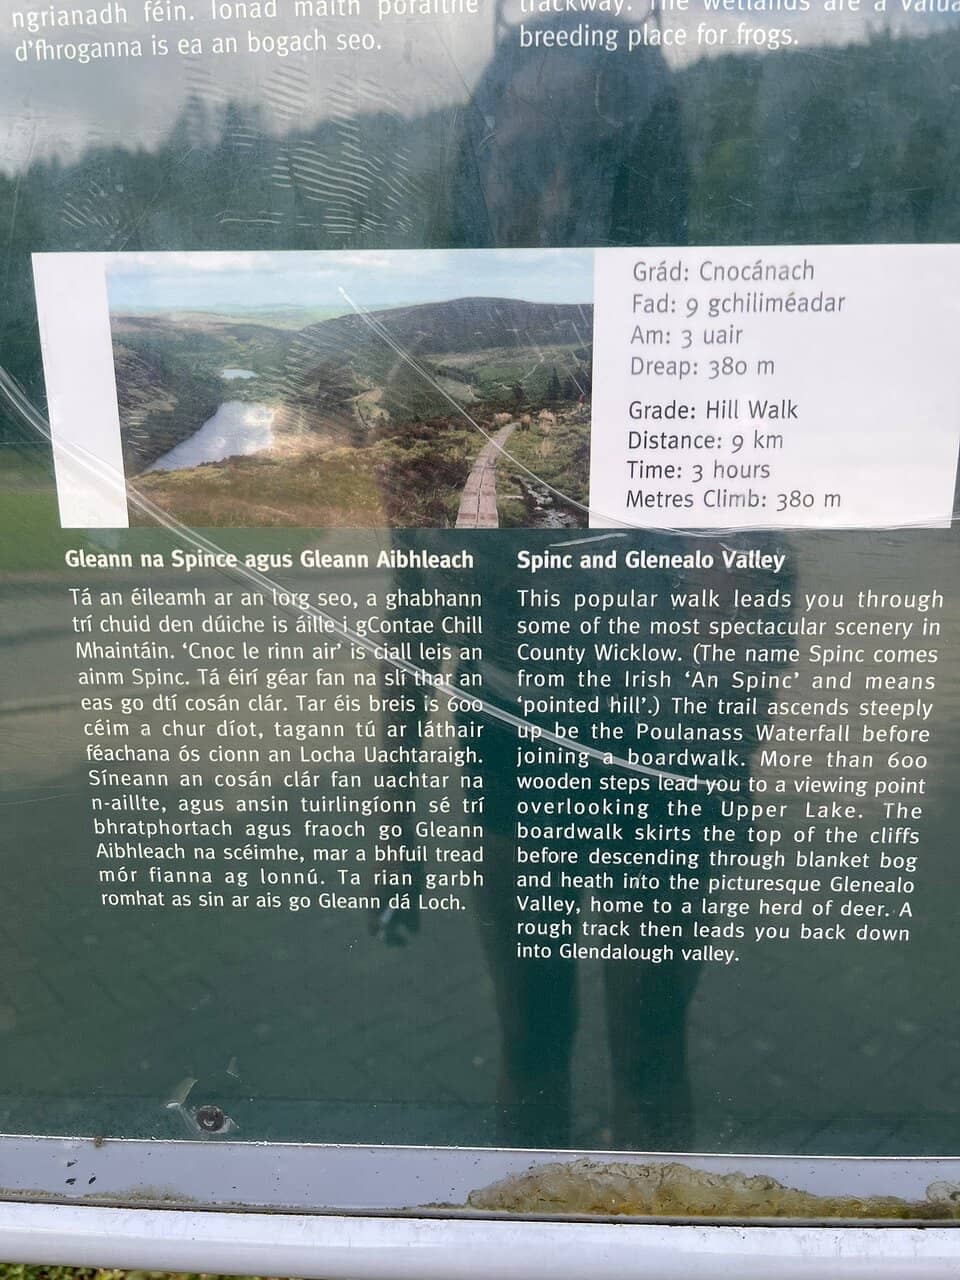 ngrianadh féin. Ionad maith póraithe
d'fhroganna is ea an bogach seo.
trackway. The wetlands are a
breeding place for frogs.
Grád: Cnocánach
Fad: 9 gchiliméadar
Am: 3 uair
Dreap: 380 m
Grade: Hill Walk
Distance: 9 km
Time: 3 hours
Metres Climb: 380 m
Gleann na Spince agus Gleann Aibhleach
Tá an éileamh ar an lorg seo, a ghabhann
trí chuid den dúiche is áille i gContae Chill
Mhaintáin. 'Cnoc le rinn air' is ciall leis an
ainm Spinc. Tá éirí géar fan na slí thar an
eas go dtí cosán clár. Tar éis breis is 600
céim a chur díot, tagann tú ar láthair
féachana ós cionn an Locha Uachtaraigh.
Síneann an cosán clár fan uachtar na
n-aillte, agus ansin tuirlingíonn sé trí
bhratphortach agus fraoch go Gleann
Aibhleach na scéimhe, mar a bhfuil tread
mór fianna ag lonnú. Ta rian garbh
romhat as sin ar ais go Gleann dá Loch.
Spinc and Glenealo Valley
This popular walk leads you through
some of the most spectacular scenery in
County Wicklow. (The name Spinc comes
from the Irish 'An Spinc' and means
'pointed hill'.) The trail ascends steeply
up be the Poulanass Waterfall before
joining a boardwalk. More than 600
wooden steps lead you to a viewing point
overlooking the Upper Lake. The
boardwalk skirts the top of the cliffs
before descending through blanket bog
and heath into the picturesque Glenealo
Valley, home to a large herd of deer. A
rough track then leads you back down
into Glendalough valley.